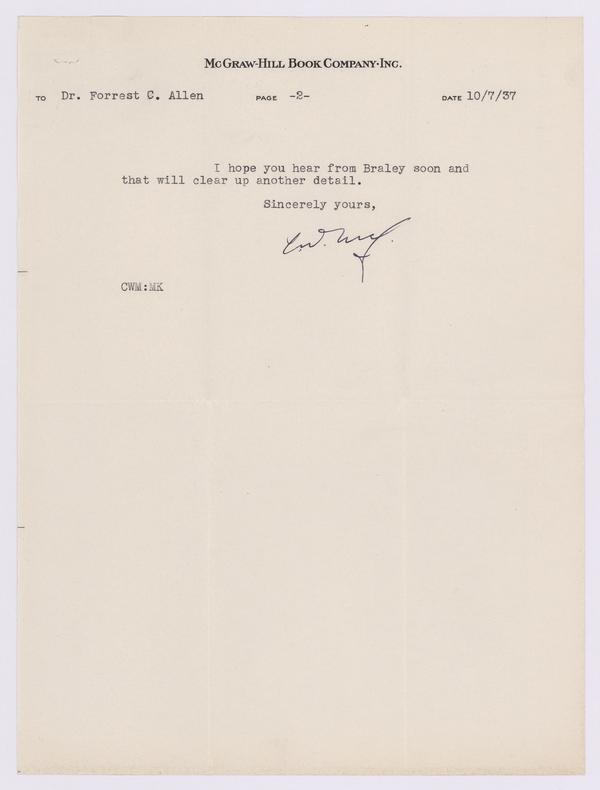 McGraw-Hill Book Company·Inc.
TO Dr. Forrest C. Allen PAGE -2- DATE 10/7/37
I hope you hear from Braley soon and
that will clear up another detail.
Sincerely yours,
CWM:MK